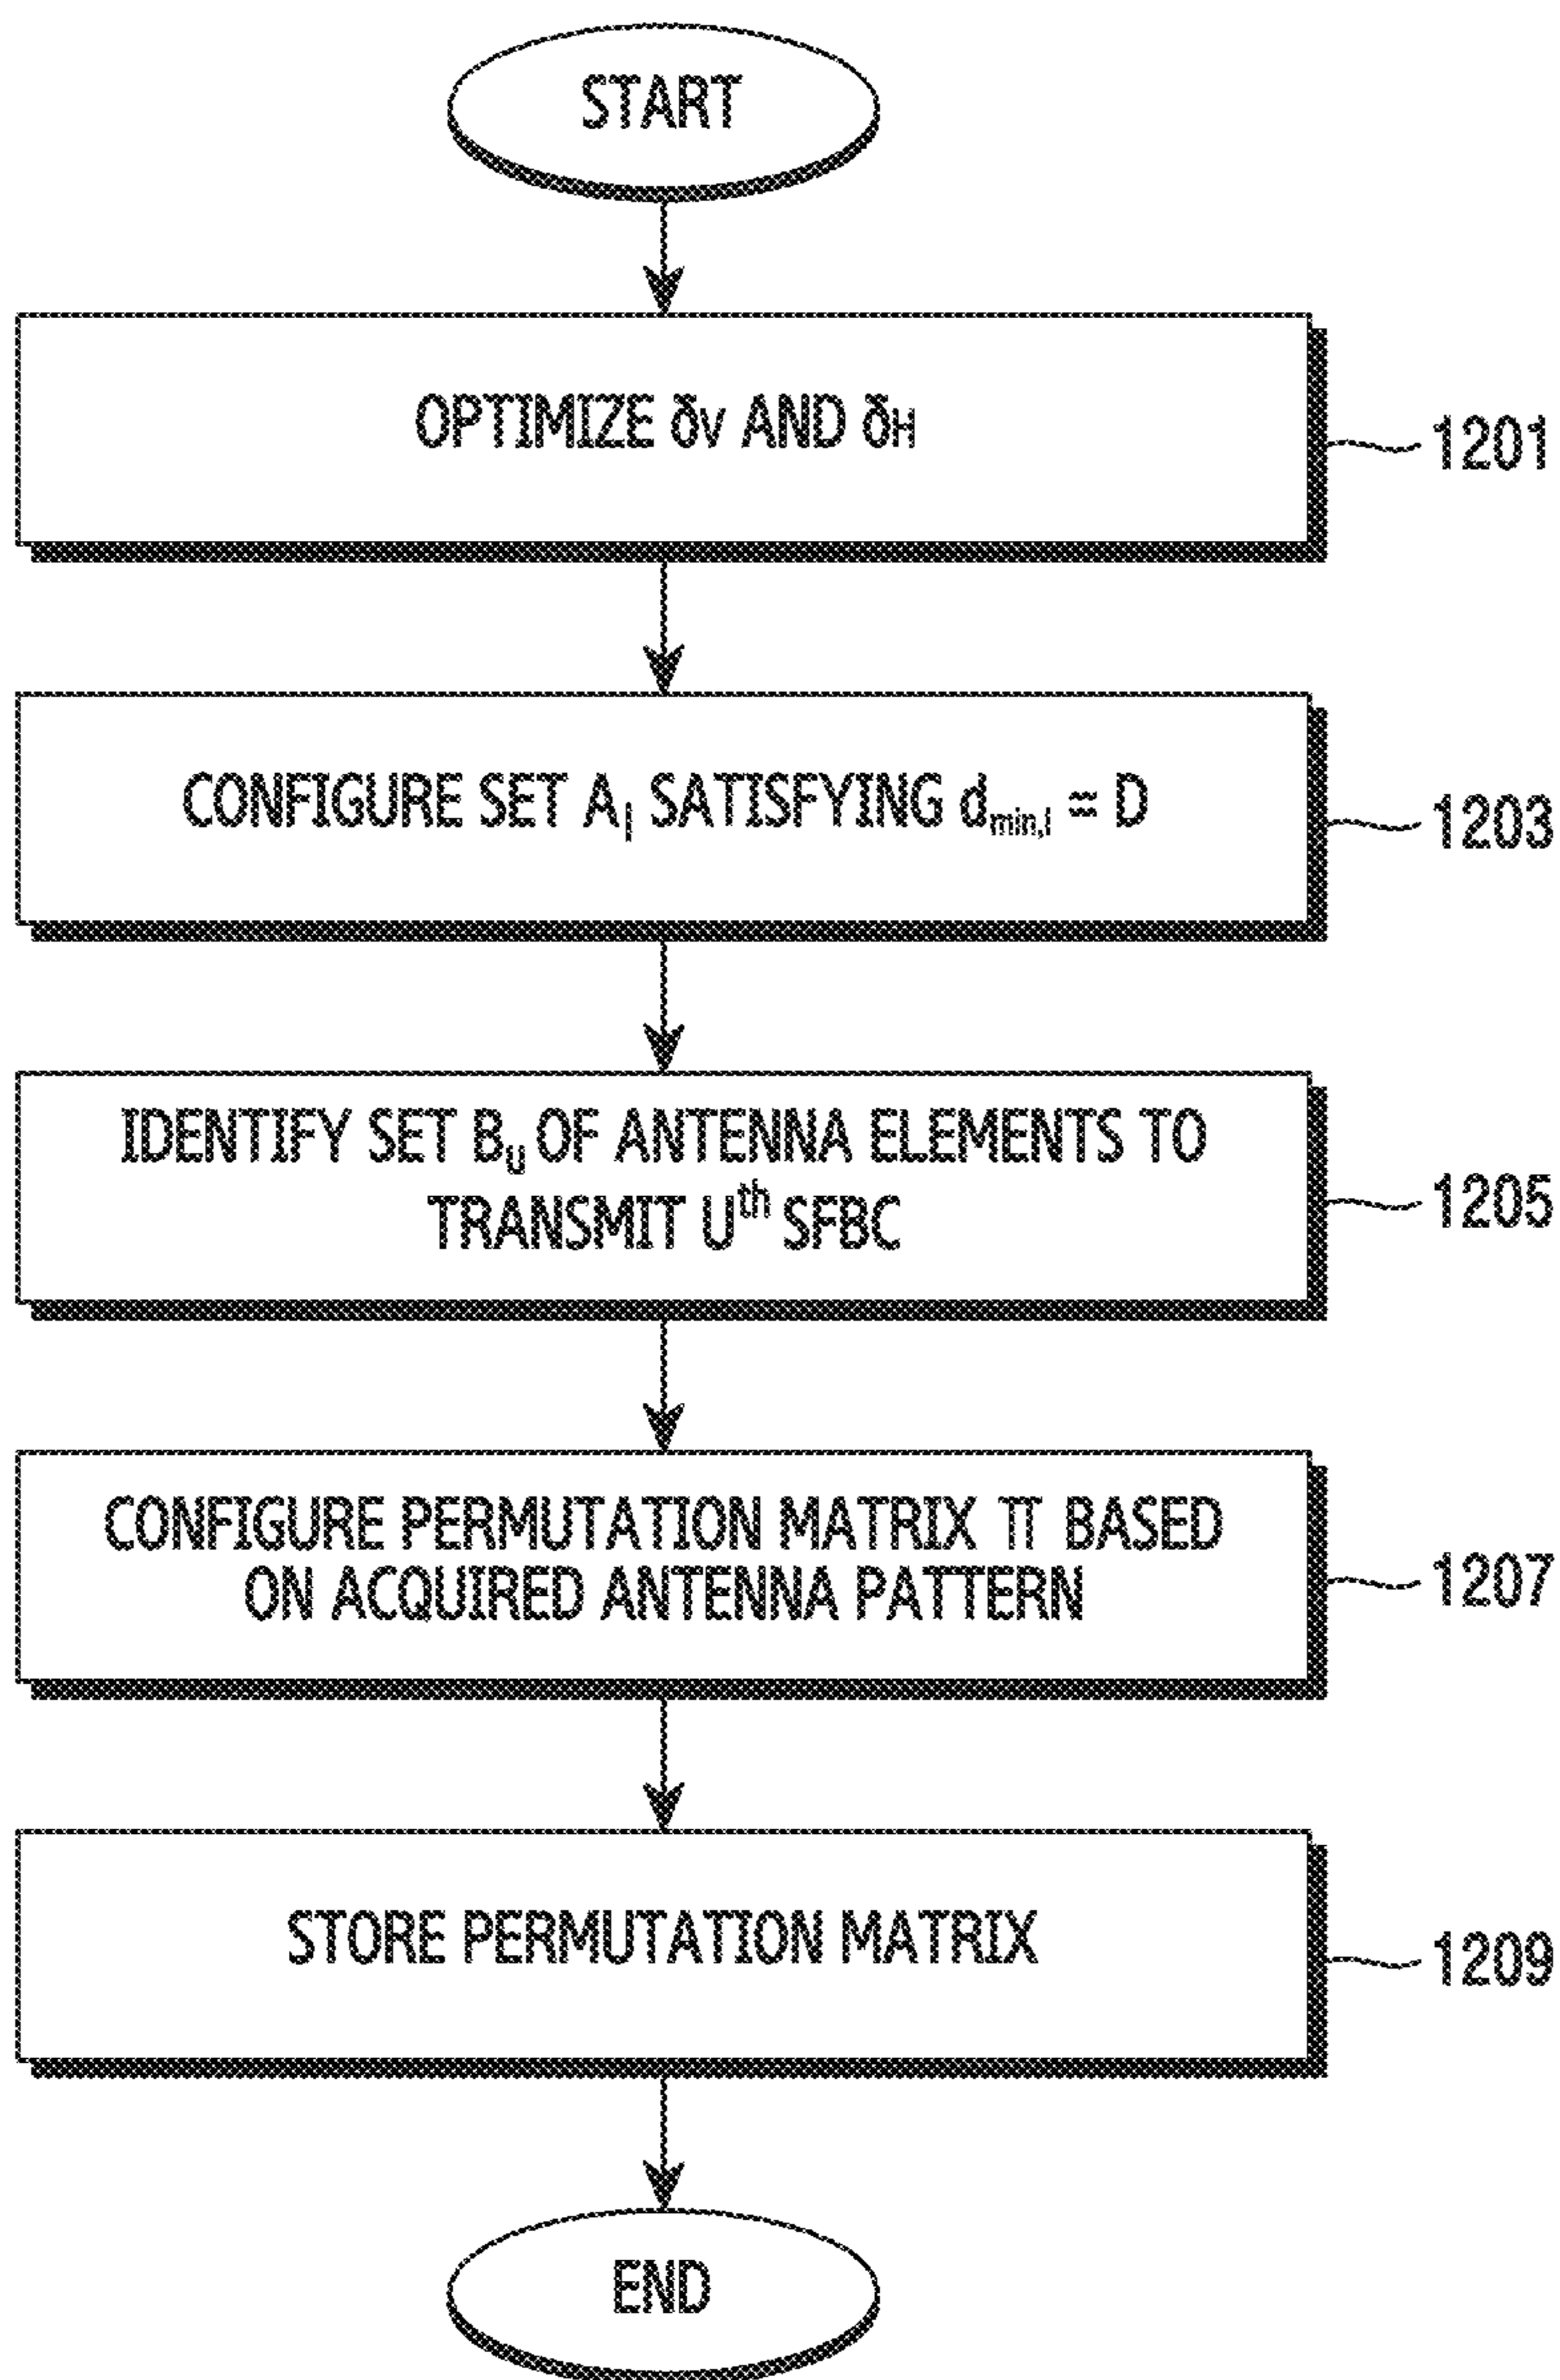 START
OPTIMIZE δV AND δH
1201
CONFIGURE SET Al SATISFYING dmin,l = D
1203
IDENTIFY SET BU OF ANTENNA ELEMENTS TO
TRANSMIT Uth SFBC
1205
CONFIGURE PERMUTATION MATRIX Π BASED
ON ACQUIRED ANTENNA PATTERN
1207
STORE PERMUTATION MATRIX
1209
END